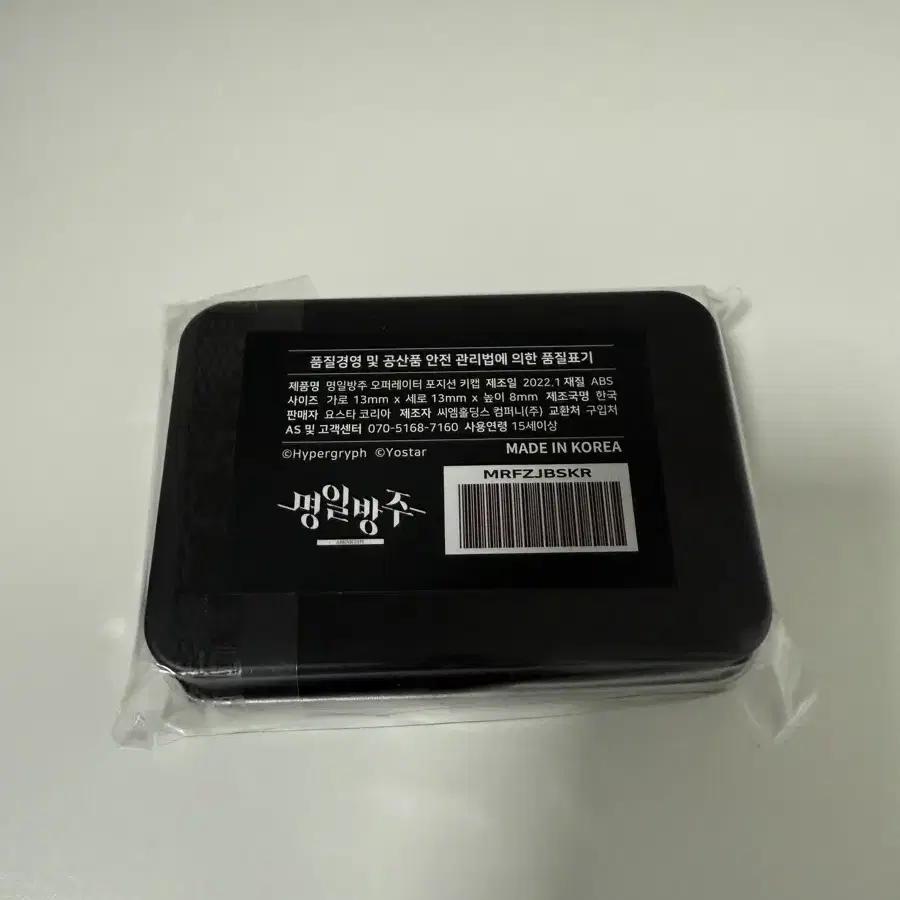 품질경영 및 공산품 안전 관리법에 의한 품질표기
제품명 명일방주 오퍼레이터 포지션 키캡 제조일 2022.1 재질 ABS
사이즈 가로 13mm x 세로 13mm x 높이 8mm 제조국명 한국
판매자 요스타 코리아 제조자 씨엠홀딩스 컴퍼니(주) 교환처 구입처
AS 및 고객센터 070-5168-7160 사용연령 15세이상
©Hypergryph ©Yostar MADE IN KOREA
MRFZJBSKR
명일방주